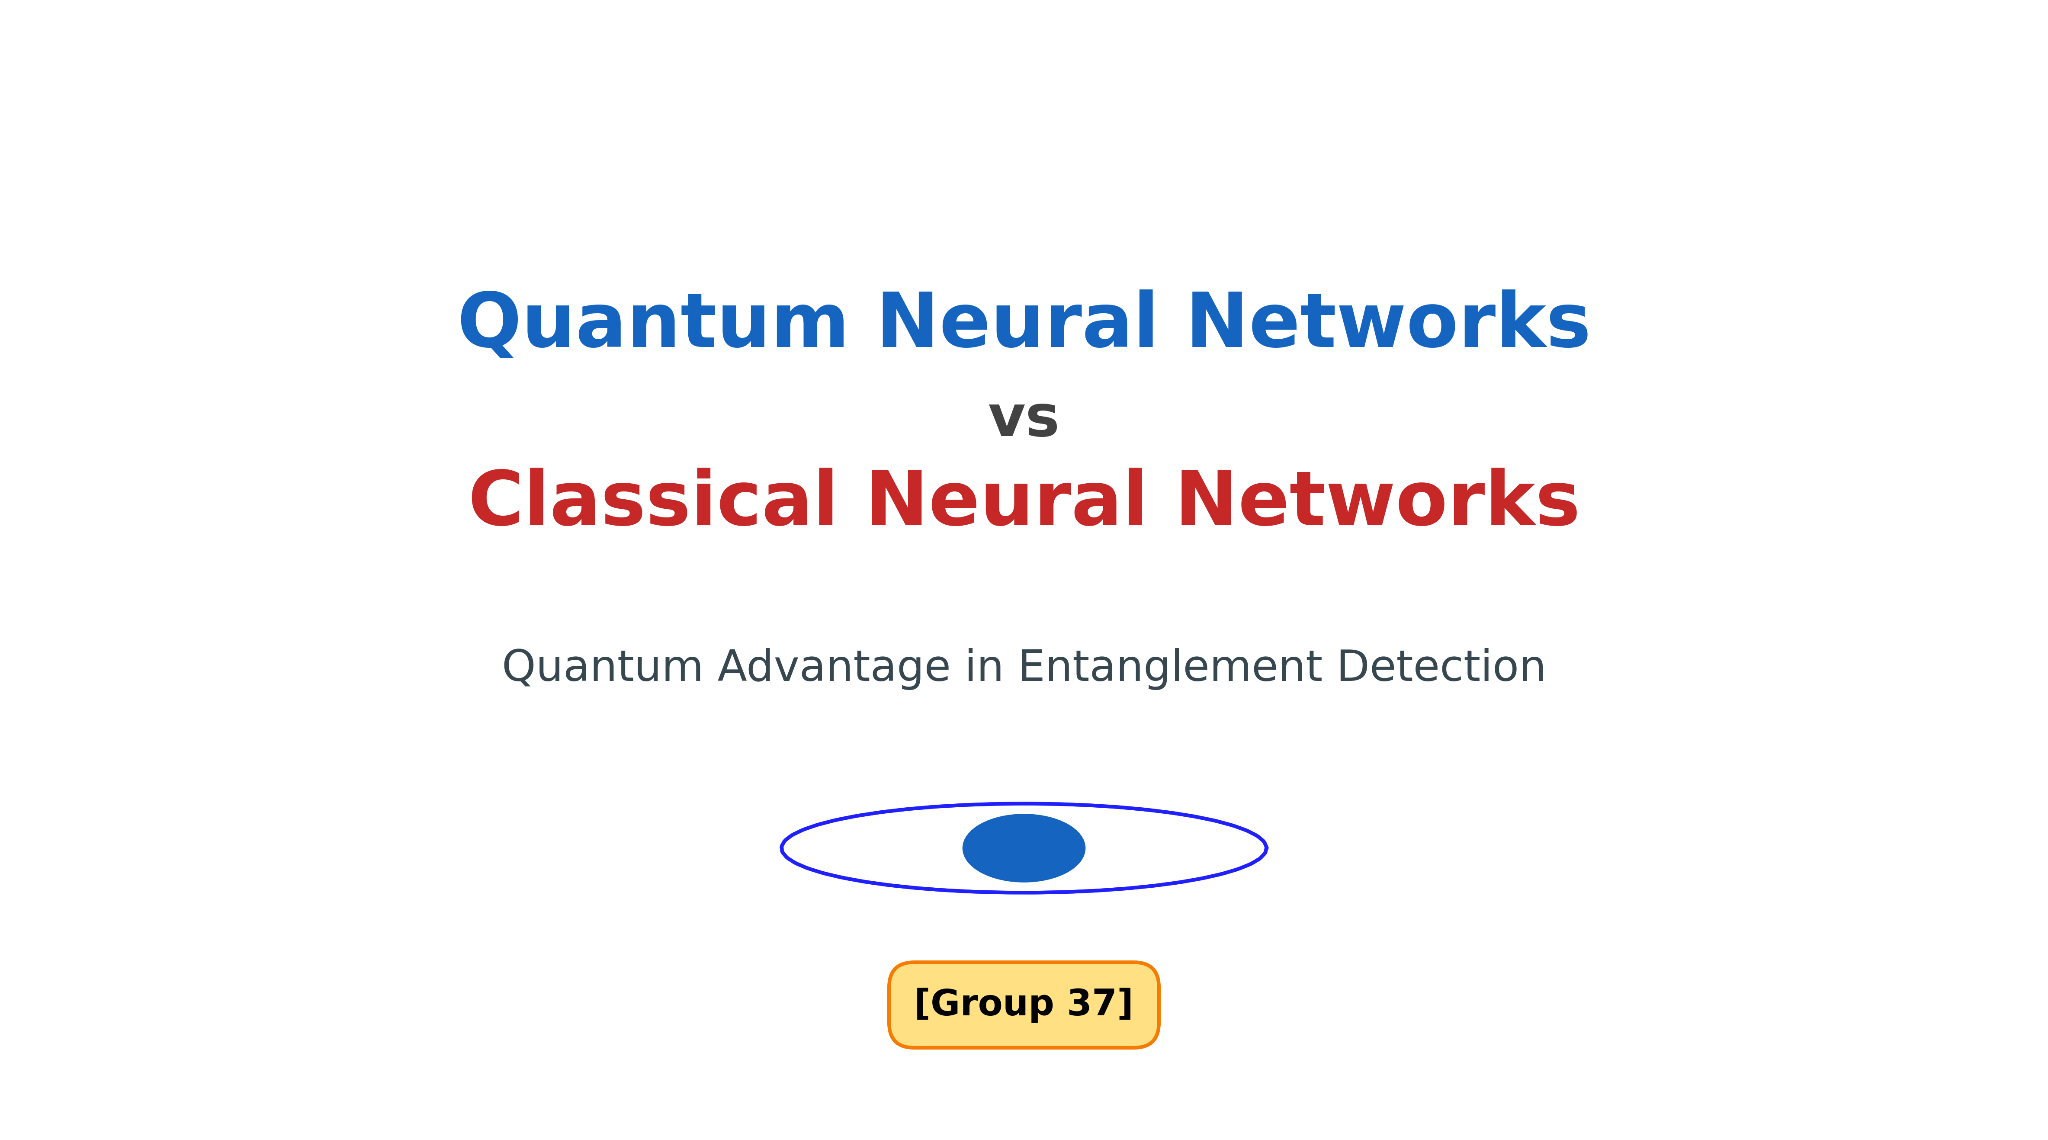 Quantum Neural Networks
vs
Classical Neural Networks
Quantum Advantage in Entanglement Detection
[Group 37]